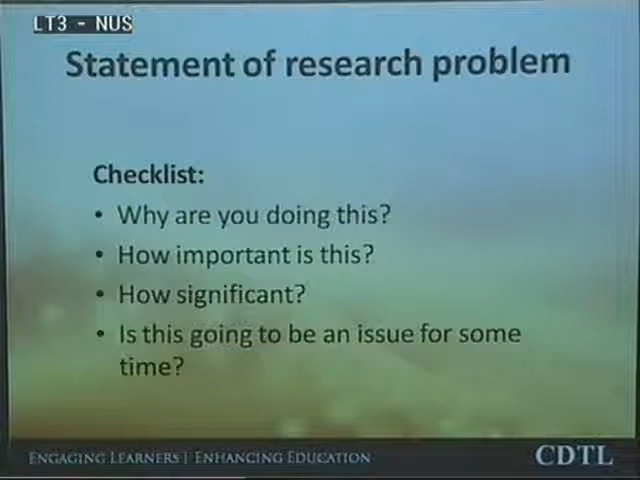 LT3 - NUS
Statement of research problem
Checklist:
• Why are you doing this?
• How important is this?
• How significant?
• Is this going to be an issue for some
time?
ENGAGING LEARNERS | ENHANCING EDUCATION
CDTL